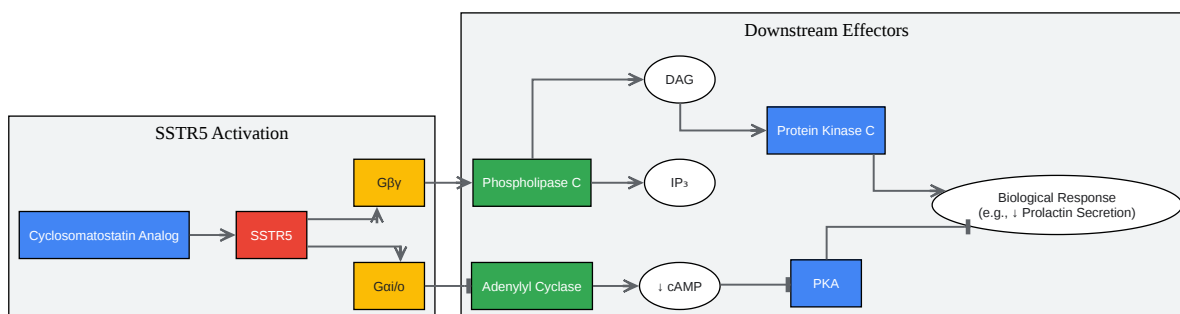 Downstream Effectors
DAG
SSTR5 Activation
Protein Kinase C
Gβγ
Phospholipase C
IP₃
Biological Response
(e.g., ↓ Prolactin Secretion)
Cyclosomatostatin Analog
SSTR5
Gαi/o
Adenylyl Cyclase
↓ cAMP
PKA